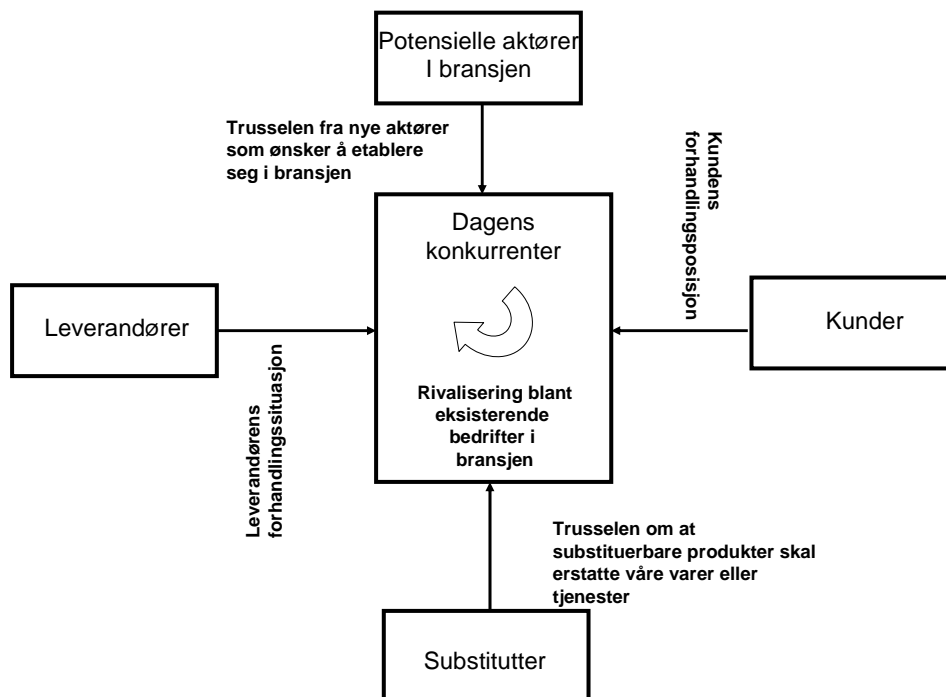 Potensielle aktører
I bransjen
Trusselen fra nye aktører
som ønsker å etablere
seg i bransjen
Kundens
forhandlingsposisjon
Dagens
konkurrenter
Leverandører
Kunder
Rivalisering blant
eksisterende
bedrifter i
bransjen
Leverandørens
forhandlingssituasjon
Trusselen om at
substituerbare produkter skal
erstatte våre varer eller
tjenester
Substitutter